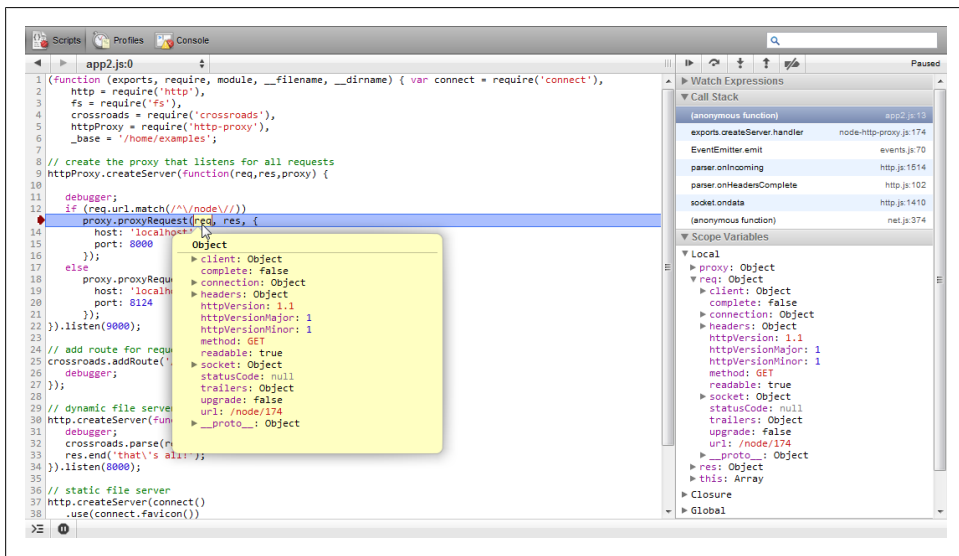 Scripts Profiles Console
app2.js:0
Paused
1 (function (exports, require, module, __filename, __dirname) { var connect = require('connect'),
2 http = require('http'),
3 fs = require('fs'),
4 crossroads = require('crossroads'),
5 httpProxy = require('http-proxy'),
6 _base = '/home/examples';
7
8 // create the proxy that listens for all requests
9 httpProxy.createServer(function(req,res,proxy) {
10
11 debugger;
12 if (req.url.match(/^\/node\//))
proxy.proxyRequest(req, res, {
14 host: 'localhost'
15 port: 8000
16 });
17 else
18 proxy.proxyRequ
19 host: 'localh
20 port: 8124
21 });
22 }).listen(9000);
23
24 // add route for requ
25 crossroads.addRoute('
26 debugger;
27 });
28
29 // dynamic file serve
30 http.createServer(fun
31 debugger;
32 crossroads.parse(r
33 res.end('that\'s all!');
34 }).listen(8000);
35
36 // static file server
37 http.createServer(connect()
38 .use(connect.favicon())
Object
client: Object
complete: false
connection: Object
headers: Object
httpVersion: 1.1
httpVersionMajor: 1
httpVersionMinor: 1
method: GET
readable: true
socket: Object
statusCode: null
trailers: Object
upgrade: false
url: /node/174
__proto__: Object
Watch Expressions
Call Stack
(anonymous function) app2.js:13
exports.createServer.handler node-http-proxy.js:174
EventEmitter.emit events.js:70
parser.onIncoming http.js:1514
parser.onHeadersComplete http.js:102
socket.ondata http.js:1410
(anonymous function) net.js:374
Scope Variables
Local
proxy: Object
req: Object
client: Object
complete: false
connection: Object
headers: Object
httpVersion: 1.1
httpVersionMajor: 1
httpVersionMinor: 1
method: GET
readable: true
socket: Object
statusCode: null
trailers: Object
upgrade: false
url: /node/174
__proto__: Object
res: Object
this: Array
Closure
Global